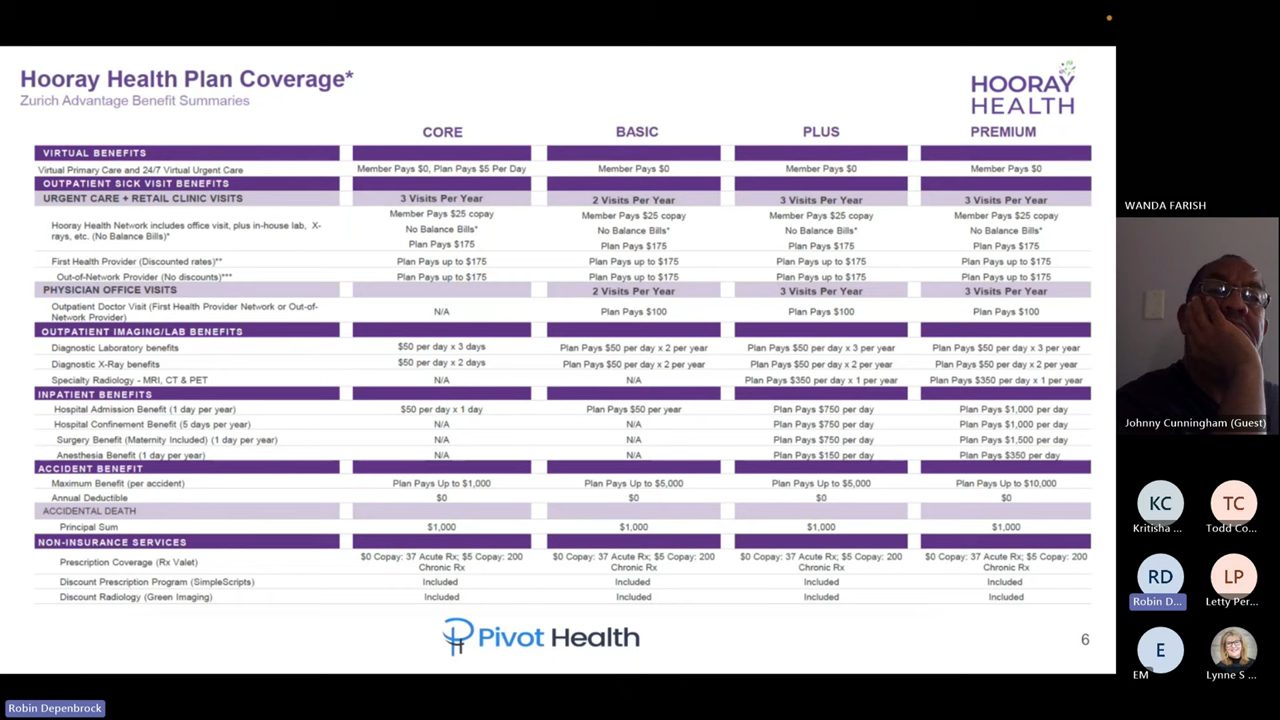 Hooray Health Plan Coverage*
Zurich Advantage Benefit Summaries
HOORAY
HEALTH
CORE BASIC PLUS PREMIUM
VIRTUAL BENEFITS
Virtual Primary Care and 24/7 Virtual Urgent Care Member Pays $0, Plan Pays $5 Per Day Member Pays $0 Member Pays $0 Member Pays $0
OUTPATIENT SICK VISIT BENEFITS
URGENT CARE + RETAIL CLINIC VISITS 3 Visits Per Year 2 Visits Per Year 3 Visits Per Year 3 Visits Per Year
Member Pays $25 copay Member Pays $25 copay Member Pays $25 copay Member Pays $25 copay
Hooray Health Network includes office visit, plus in-house lab, X-
rays, etc. (No Balance Bills)* No Balance Bills* No Balance Bills* No Balance Bills* No Balance Bills*
Plan Pays $175 Plan Pays $175 Plan Pays $175 Plan Pays $175
First Health Provider (Discounted rates)** Plan Pays up to $175 Plan Pays up to $175 Plan Pays up to $175 Plan Pays up to $175
Out-of-Network Provider (No discounts)*** Plan Pays up to $175 Plan Pays up to $175 Plan Pays up to $175 Plan Pays up to $175
PHYSICIAN OFFICE VISITS 2 Visits Per Year 3 Visits Per Year 3 Visits Per Year
Outpatient Doctor Visit (First Health Provider Network or Out-of-
Network Provider) N/A Plan Pays $100 Plan Pays $100 Plan Pays $100
OUTPATIENT IMAGING/LAB BENEFITS
Diagnostic Laboratory benefits $50 per day x 3 days Plan Pays $50 per day x 2 per year Plan Pays $50 per day x 3 per year Plan Pays $50 per day x 3 per year
Diagnostic X-Ray benefits $50 per day x 2 days Plan Pays $50 per day x 2 per year Plan Pays $50 per day x 2 per year Plan Pays $50 per day x 2 per year
Specialty Radiology - MRI, CT & PET N/A N/A Plan Pays $350 per day x 1 per year Plan Pays $350 per day x 1 per year
INPATIENT BENEFITS
Hospital Admission Benefit (1 day per year) $50 per day x 1 day Plan Pays $50 per year Plan Pays $750 per day Plan Pays $1,000 per day
Hospital Confinement Benefit (5 days per year) N/A N/A Plan Pays $750 per day Plan Pays $1,000 per day
Surgery Benefit (Maternity Included) (1 day per year) N/A N/A Plan Pays $750 per day Plan Pays $1,500 per day
Anesthesia Benefit (1 day per year) N/A N/A Plan Pays $150 per day Plan Pays $350 per day
ACCIDENT BENEFIT
Maximum Benefit (per accident) Plan Pays Up to $1,000 Plan Pays Up to $5,000 Plan Pays Up to $5,000 Plan Pays Up to $10,000
Annual Deductible $0 $0 $0 $0
ACCIDENTAL DEATH
Principal Sum $1,000 $1,000 $1,000 $1,000
NON-INSURANCE SERVICES
Prescription Coverage (Rx Valet) $0 Copay: 37 Acute Rx; $5 Copay: 200 $0 Copay: 37 Acute Rx; $5 Copay: 200 $0 Copay: 37 Acute Rx; $5 Copay: 200 $0 Copay: 37 Acute Rx; $5 Copay: 200
Chronic Rx Chronic Rx Chronic Rx Chronic Rx
Discount Prescription Program (SimpleScripts) Included Included Included Included
Discount Radiology (Green Imaging) Included Included Included Included
Pivot Health
6
WANDA FARISH
Johnny Cunningham (Guest)
KC TC
Kritisha ... Todd Co...
RD LP
Robin D... Letty Per...
E
EM Lynne S ...
Robin Depenbrock